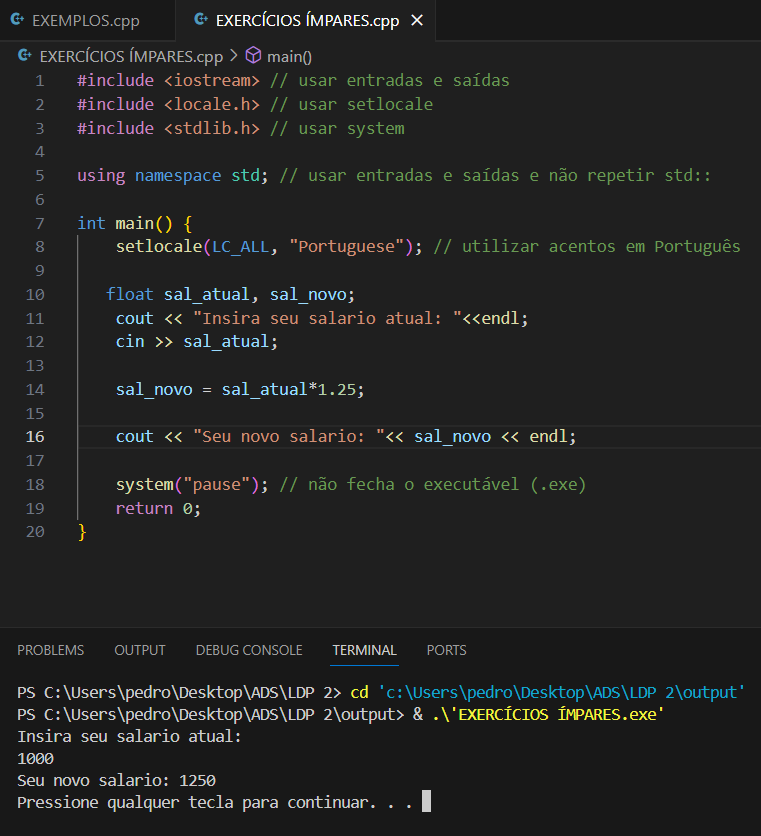 EXEMPLOS.cpp EXERCÍCIOS ÍMPARES.cpp
EXERCÍCIOS ÍMPARES.cpp > main()
1 #include <iostream> // usar entradas e saídas
2 #include <locale.h> // usar setlocale
3 #include <stdlib.h> // usar system
4
5 using namespace std; // usar entradas e saídas e não repetir std::
6
7 int main() {
8 setlocale(LC_ALL, "Portuguese"); // utilizar acentos em Português
9
10 float sal_atual, sal_novo;
11 cout << "Insira seu salario atual: "<<endl;
12 cin >> sal_atual;
13
14 sal_novo = sal_atual*1.25;
15
16 cout << "Seu novo salario: "<< sal_novo << endl;
17
18 system("pause"); // não fecha o executável (.exe)
19 return 0;
20 }
PROBLEMS OUTPUT DEBUG CONSOLE TERMINAL PORTS
PS C:\Users\pedro\Desktop\ADS\LDP 2> cd 'c:\Users\pedro\Desktop\ADS\LDP 2\output'
PS C:\Users\pedro\Desktop\ADS\LDP 2\output> & .\'EXERCÍCIOS ÍMPARES.exe'
Insira seu salario atual:
1000
Seu novo salario: 1250
Pressione qualquer tecla para continuar. . .